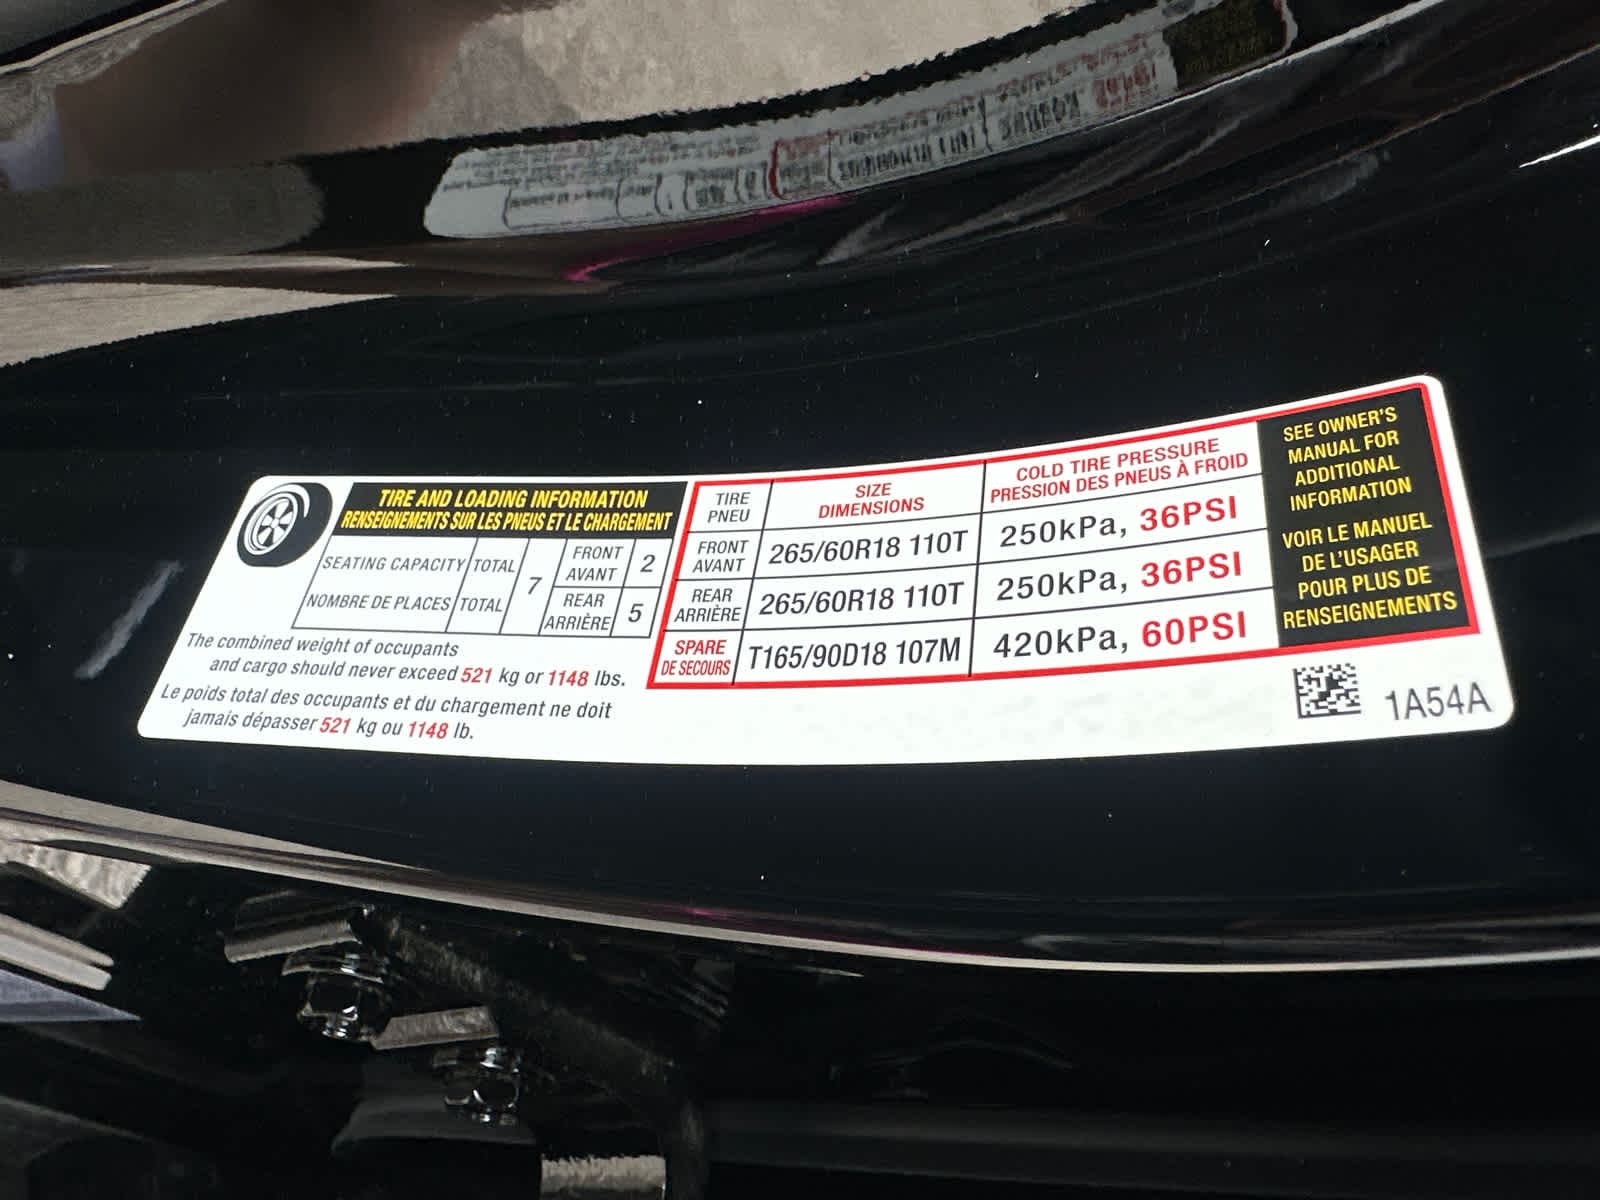 TIRE AND LOADING INFORMATION
RENSEIGNEMENTS SUR LES PNEUS ET LE CHARGEMENT
SEATING CAPACITY TOTAL 7 FRONT AVANT 2
NOMBRE DE PLACES TOTAL REAR ARRIÈRE 5
The combined weight of occupants
and cargo should never exceed 521 kg or 1148 lbs.
Le poids total des occupants et du chargement ne doit
jamais dépasser 521 kg ou 1148 lb.
TIRE PNEU SIZE DIMENSIONS COLD TIRE PRESSURE PRESSION DES PNEUS À FROID
FRONT AVANT 265/60R18 110T 250kPa, 36PSI
REAR ARRIÈRE 265/60R18 110T 250kPa, 36PSI
SPARE DE SECOURS T165/90D18 107M 420kPa, 60PSI
SEE OWNER'S
MANUAL FOR
ADDITIONAL
INFORMATION
VOIR LE MANUEL
DE L'USAGER
POUR PLUS DE
RENSEIGNEMENTS
1A54A